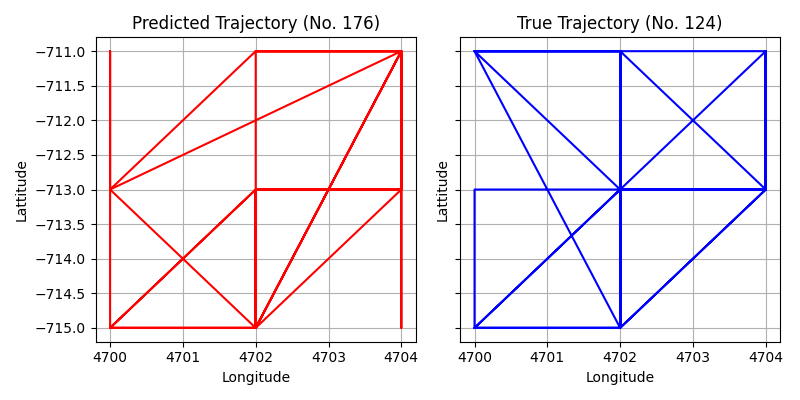 Predicted Trajectory (No. 176)
True Trajectory (No. 124)
Lattitude
−711.0
−711.5
−712.0
−712.5
−713.0
−713.5
−714.0
−714.5
−715.0
4700 4701 4702 4703 4704
Longitude
Lattitude
4700 4701 4702 4703 4704
Longitude